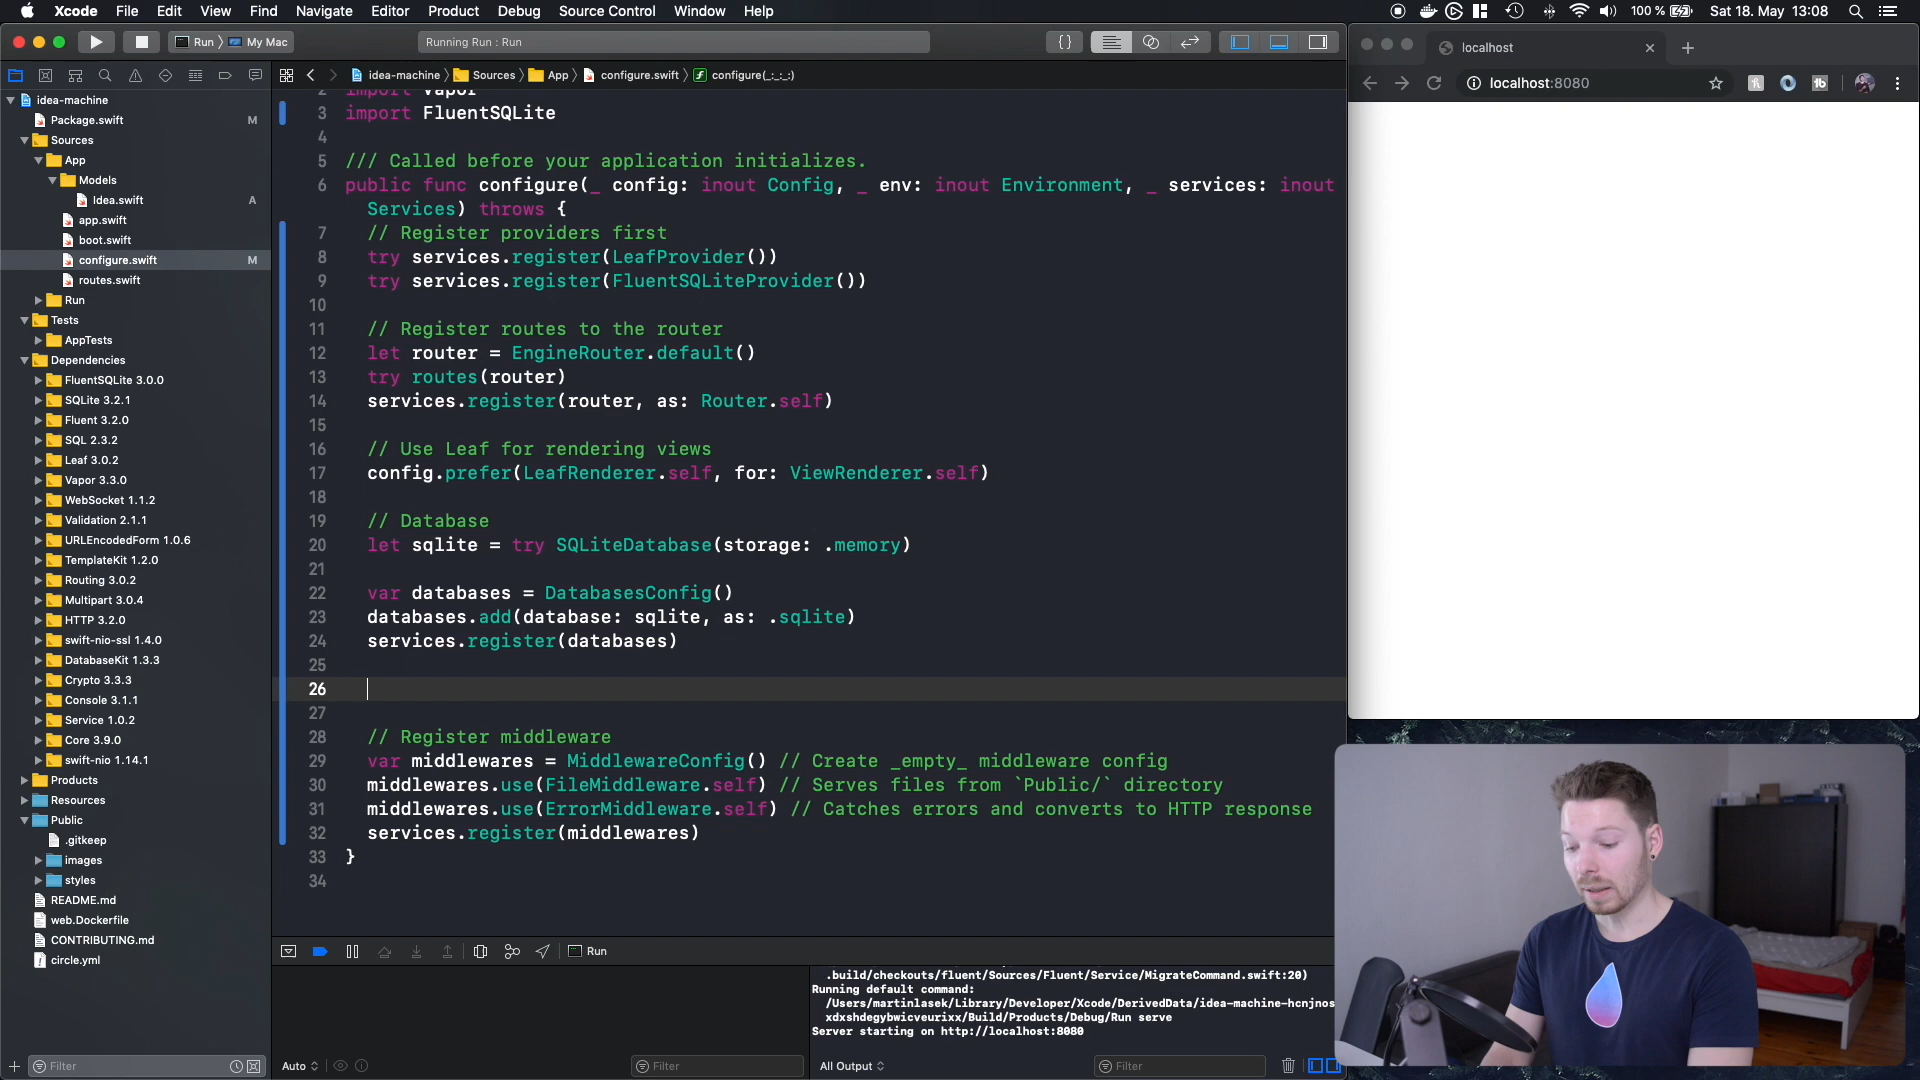 Xcode File Edit View Find Navigate Editor Product Debug Source Control Window Help
100 % Sat 18. May 13:08
Run My Mac
Running Run : Run
{}
localhost
localhost:8080
idea-machine Sources App configure.swift configure(_:_:_:)
idea-machine
Package.swift M
Sources
App
Models
Idea.swift A
app.swift
boot.swift
configure.swift M
routes.swift
Run
Tests
AppTests
Dependencies
FluentSQLite 3.0.0
SQLite 3.2.1
Fluent 3.2.0
SQL 2.3.2
Leaf 3.0.2
Vapor 3.3.0
WebSocket 1.1.2
Validation 2.1.1
URLEncodedForm 1.0.6
TemplateKit 1.2.0
Routing 3.0.2
Multipart 3.0.4
HTTP 3.2.0
swift-nio-ssl 1.4.0
DatabaseKit 1.3.3
Crypto 3.3.3
Console 3.1.1
Service 1.0.2
Core 3.9.0
swift-nio 1.14.1
Products
Resources
Public
.gitkeep
images
styles
README.md
web.Dockerfile
CONTRIBUTING.md
circle.yml
Filter
2 import Vapor
3 import FluentSQLite
4
5 /// Called before your application initializes.
6 public func configure(_ config: inout Config, _ env: inout Environment, _ services: inout
Services) throws {
7 // Register providers first
8 try services.register(LeafProvider())
9 try services.register(FluentSQLiteProvider())
10
11 // Register routes to the router
12 let router = EngineRouter.default()
13 try routes(router)
14 services.register(router, as: Router.self)
15
16 // Use Leaf for rendering views
17 config.prefer(LeafRenderer.self, for: ViewRenderer.self)
18
19 // Database
20 let sqlite = try SQLiteDatabase(storage: .memory)
21
22 var databases = DatabasesConfig()
23 databases.add(database: sqlite, as: .sqlite)
24 services.register(databases)
25
26
27
28 // Register middleware
29 var middlewares = MiddlewareConfig() // Create _empty_ middleware config
30 middlewares.use(FileMiddleware.self) // Serves files from `Public/` directory
31 middlewares.use(ErrorMiddleware.self) // Catches errors and converts to HTTP response
32 services.register(middlewares)
33 }
34
Run
.build/checkouts/fluent/Sources/Fluent/Service/MigrateCommand.swift:20)
Running default command:
/Users/martinlasek/Library/Developer/Xcode/DerivedData/idea-machine-hcnjnos
xdxshdegybwicveurixx/Build/Products/Debug/Run serve
Server starting on http://localhost:8080
Auto
Filter
All Output
Filter